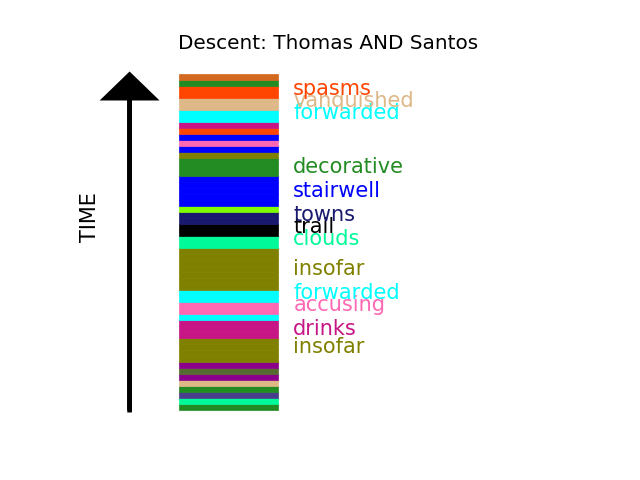 Descent: Thomas AND Santos
TIME
spasms
vanquished
forwarded
decorative
stairwell
towns
trail
clouds
insofar
forwarded
accusing
drinks
insofar